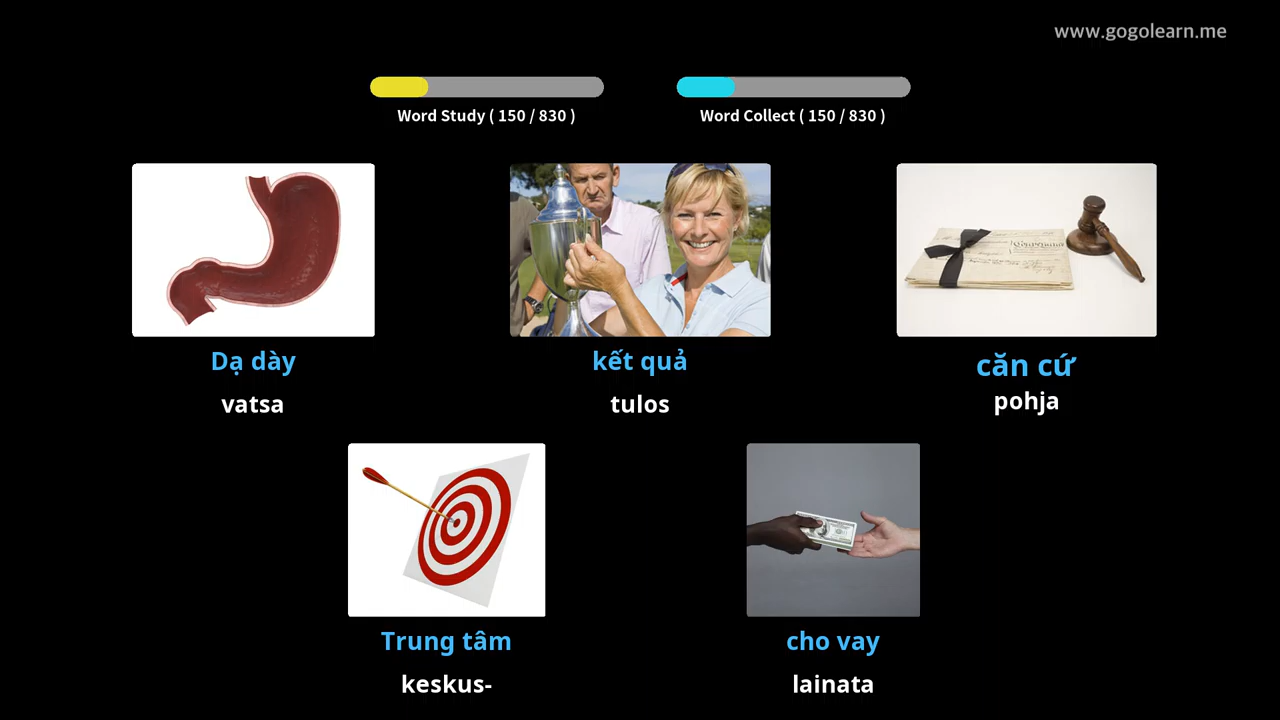 www.gogolearn.me
Word Study ( 150 / 830 )
Word Collect ( 150 / 830 )
Dạ dày
vatsa
kết quả
tulos
căn cứ
pohja
Trung tâm
keskus-
cho vay
lainata